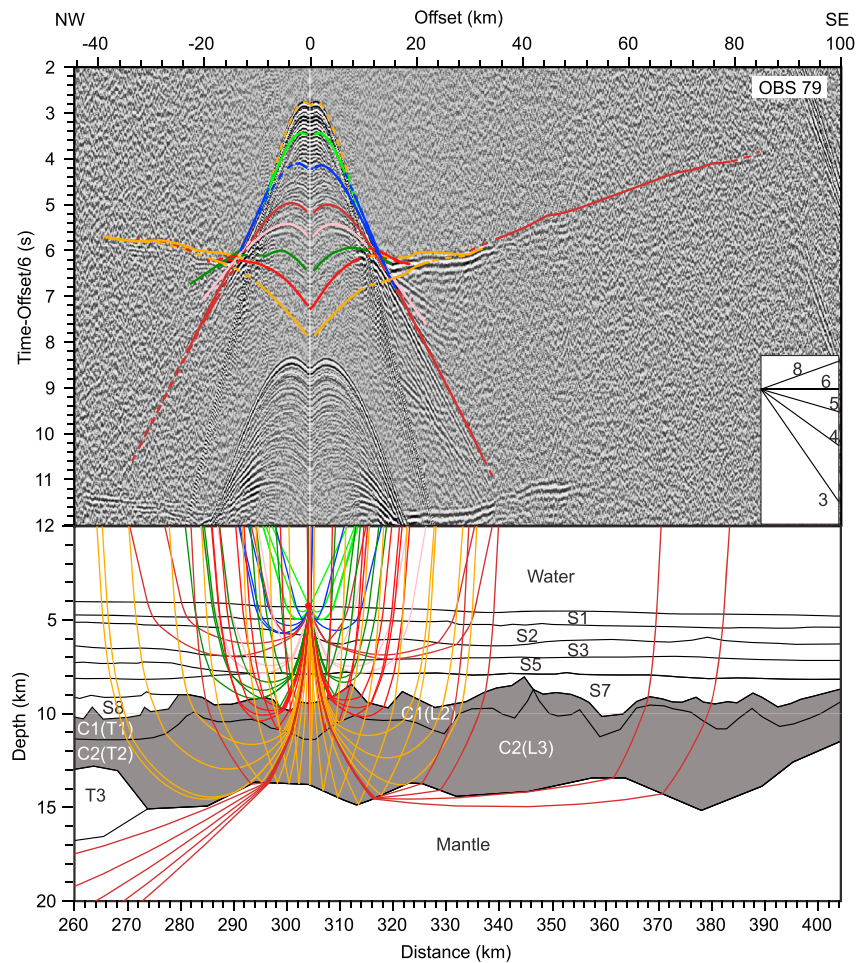 NW Offset (km) SE
-40 -20 0 20 40 60 80 100
OBS 79
Time-Offset/6 (s)
2
3
4
5
6
7
8
9
10
11
12
8
6
5
4
3
Depth (km)
5
10
15
20
Water
S1
S2
S3
S5
S7
S8
C1(T1)
C1(L2)
C2(T2)
C2(L3)
T3
Mantle
260 270 280 290 300 310 320 330 340 350 360 370 380 390 400
Distance (km)